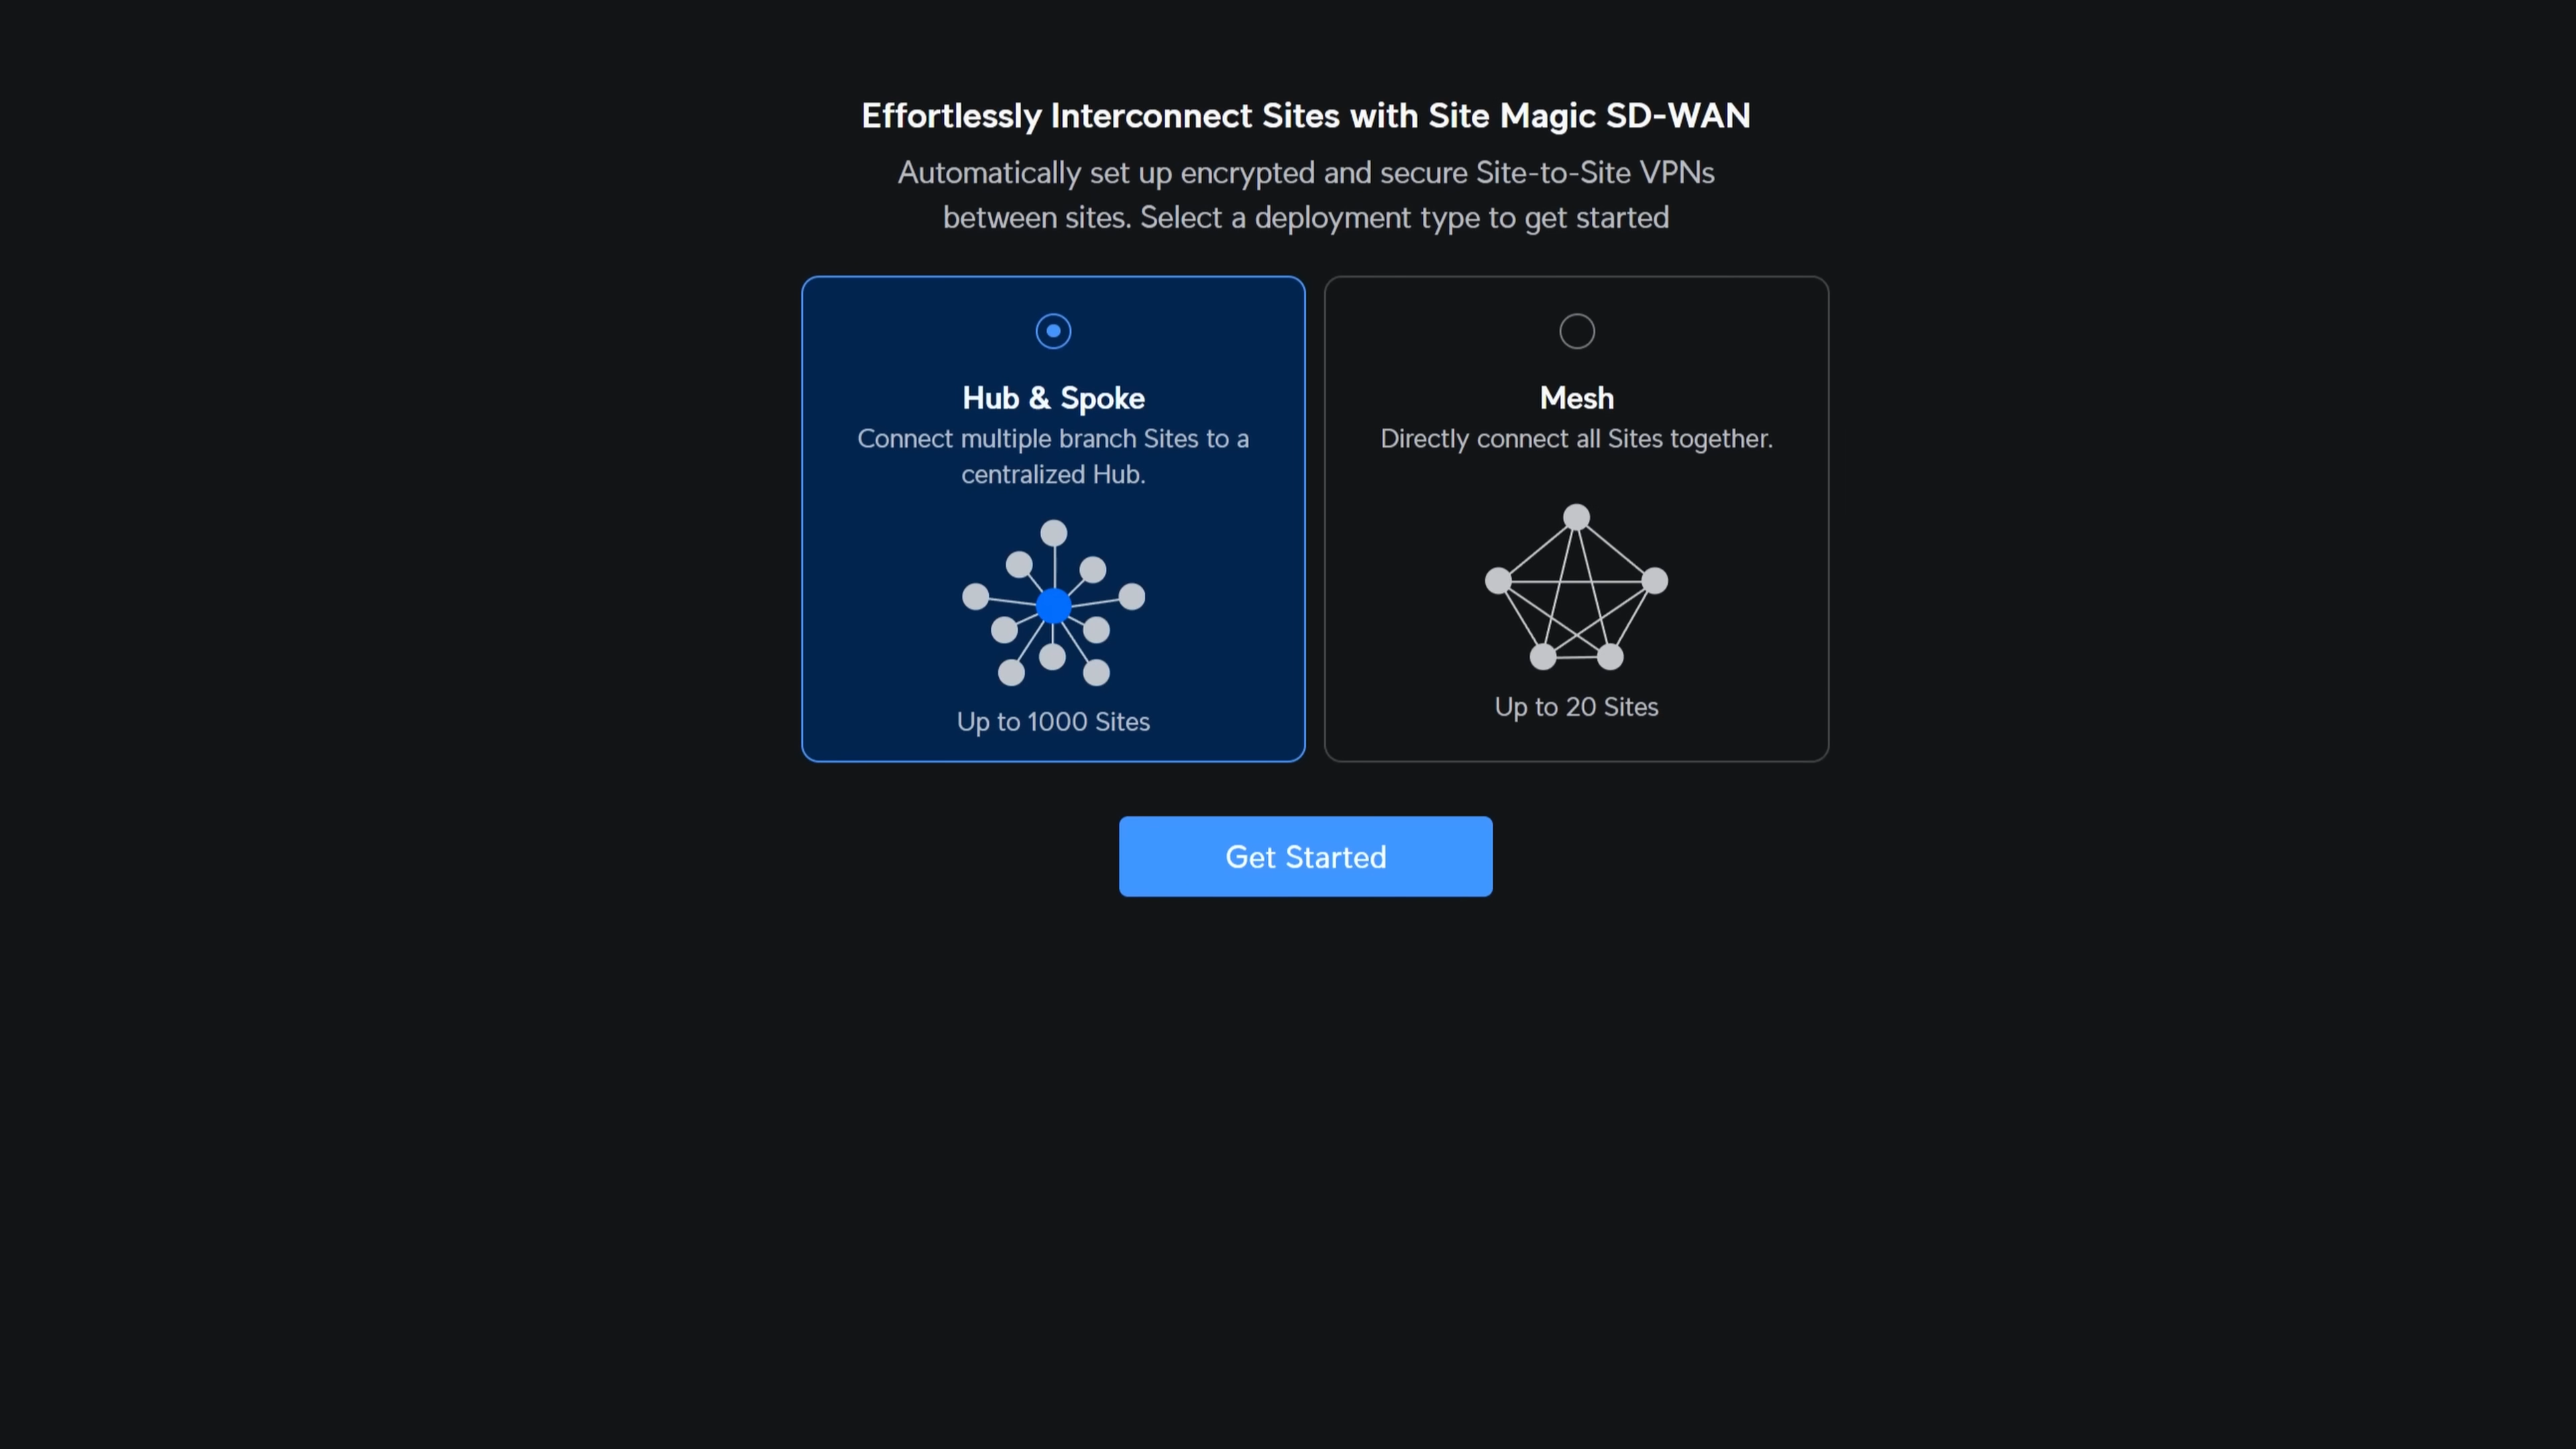 Effortlessly Interconnect Sites with Site Magic SD-WAN
Automatically set up encrypted and secure Site-to-Site VPNs
between sites. Select a deployment type to get started
Hub & Spoke
Connect multiple branch Sites to a
centralized Hub.
Up to 1000 Sites
Mesh
Directly connect all Sites together.
Up to 20 Sites
Get Started